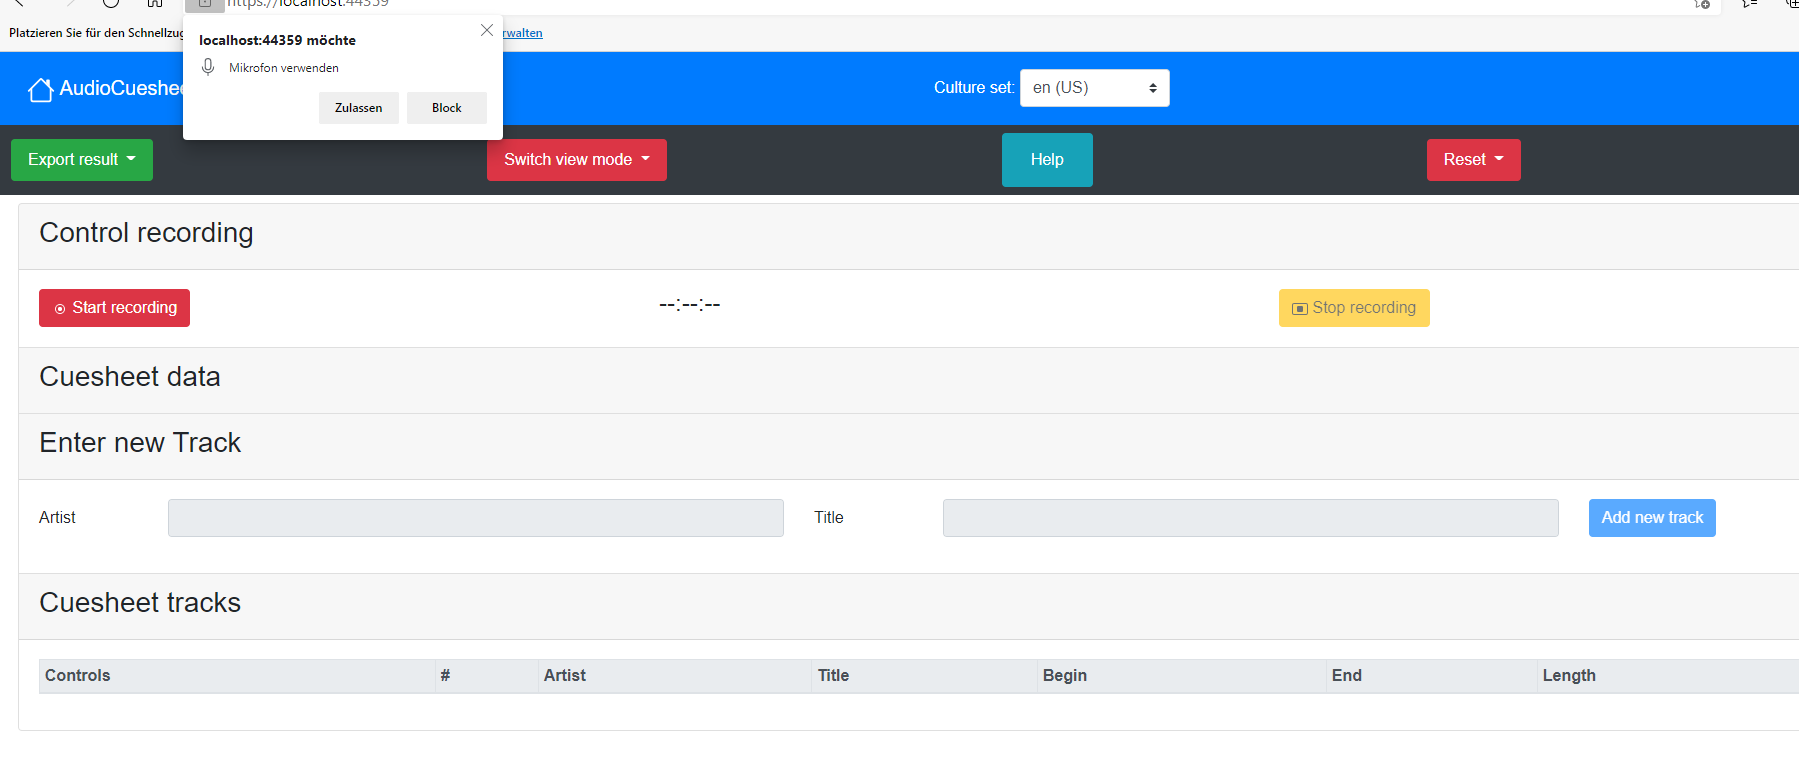 https://localhost:44359
Platzieren Sie für den Schnellzug
rwalten
localhost:44359 möchte
Mikrofon verwenden
Zulassen Block
AudioCueshee
Culture set: en (US)
Export result Switch view mode Help Reset
Control recording
Start recording --:--:-- Stop recording
Cuesheet data
Enter new Track
Artist Title Add new track
Cuesheet tracks
Controls # Artist Title Begin End Length